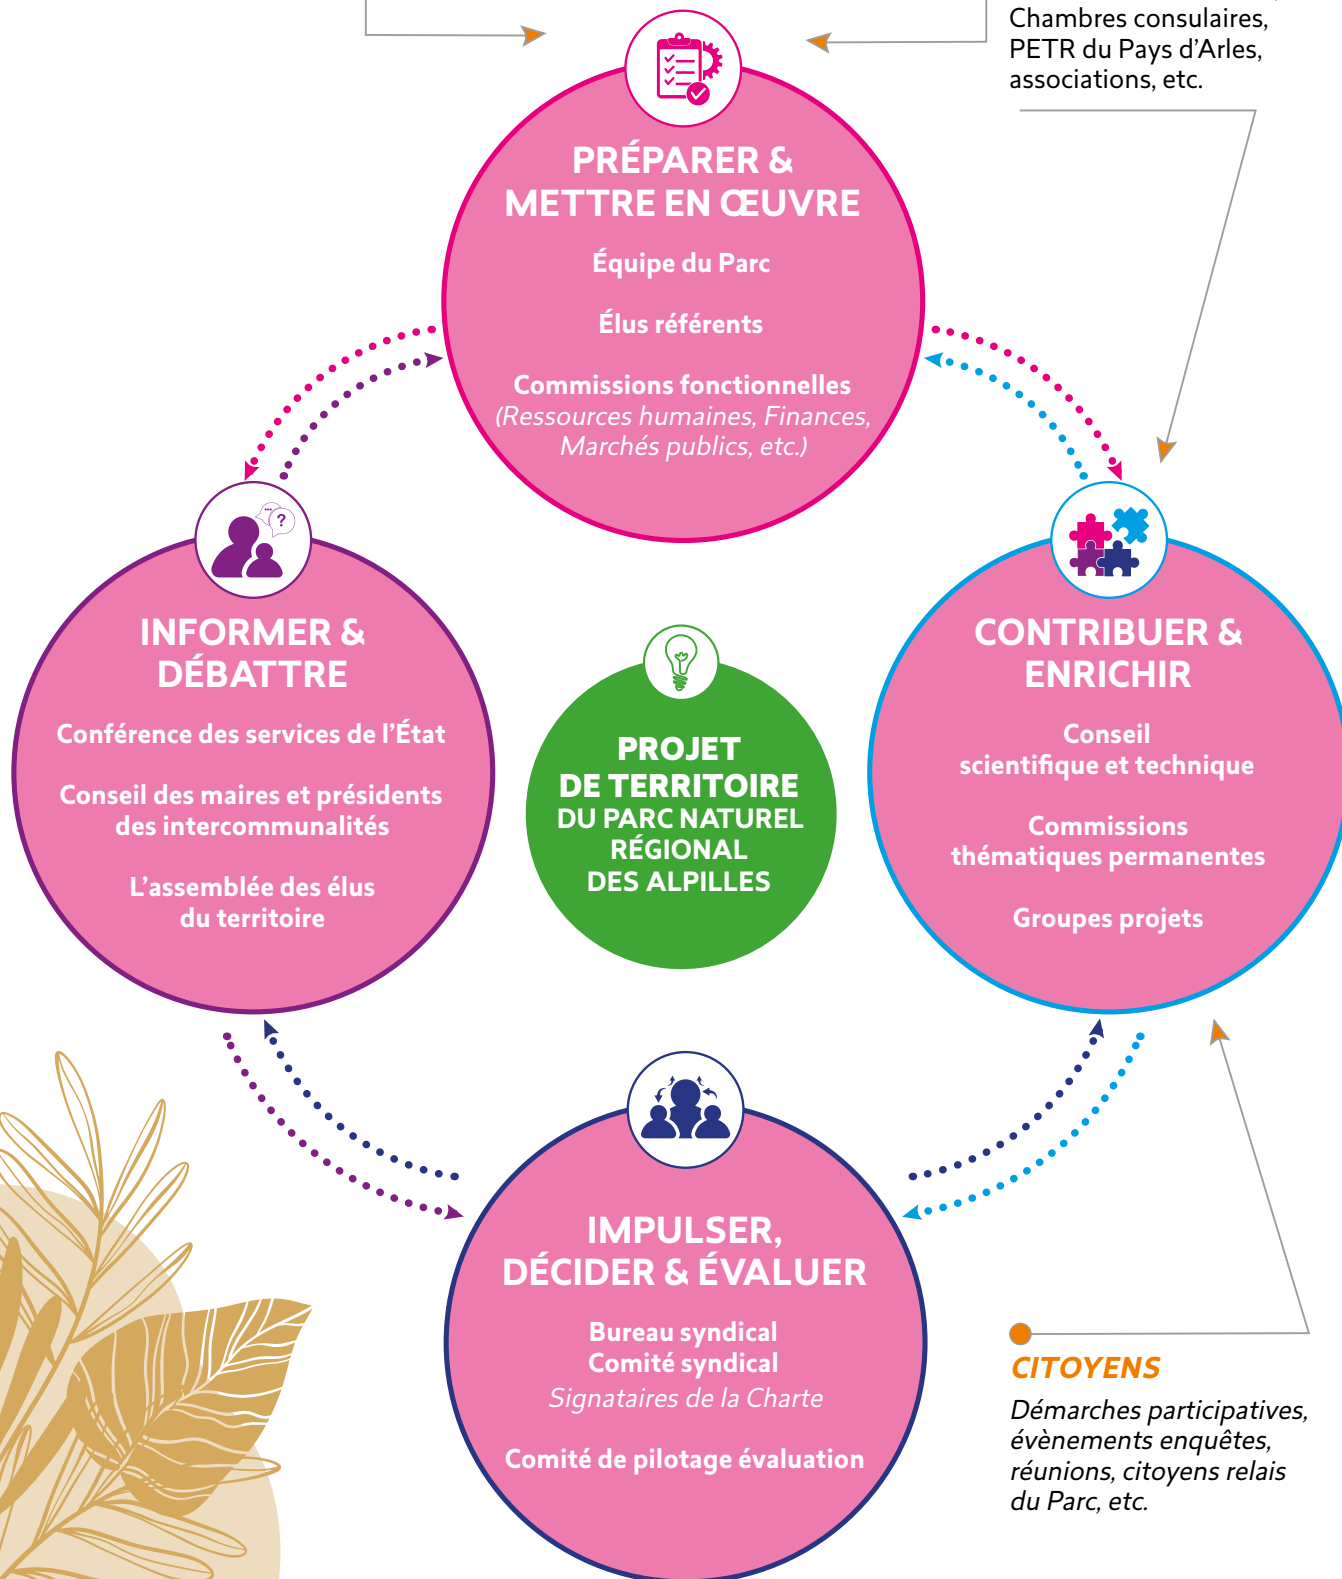 Chambres consulaires,
PETR du Pays d’Arles,
associations, etc.
PRÉPARER &
METTRE EN ŒUVRE
Équipe du Parc
Élus référents
Commissions fonctionnelles
(Ressources humaines, Finances,
Marchés publics, etc.)
INFORMER &
DÉBATTRE
Conférence des services de l’État
Conseil des maires et présidents
des intercommunalités
L’assemblée des élus
du territoire
PROJET
DE TERRITOIRE
DU PARC NATUREL
RÉGIONAL
DES ALPILLES
CONTRIBUER &
ENRICHIR
Conseil
scientifique et technique
Commissions
thématiques permanentes
Groupes projets
IMPULSER,
DÉCIDER & ÉVALUER
Bureau syndical
Comité syndical
Signataires de la Charte
Comité de pilotage évaluation
CITOYENS
Démarches participatives,
évènements enquêtes,
réunions, citoyens relais
du Parc, etc.